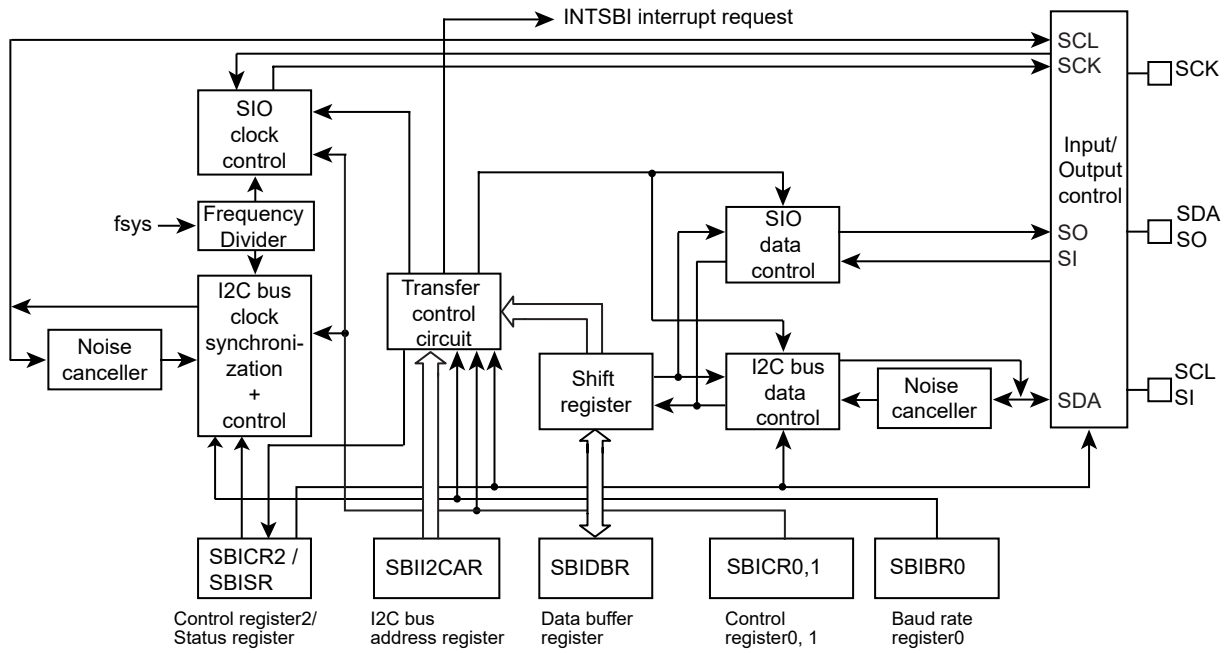 INTSBI interrupt request
SCL
SCK
SCK
SIO
clock
control
Input/
Output
control
fsys
Frequency
Divider
SIO
data
control
SO
SI
SDA
SO
I2C bus
clock
synchroni-
zation
+
control
Transfer
control
circuit
Noise
canceller
Shift
register
I2C bus
data
control
Noise
canceller
SDA
SCL
SI
SBICR2 /
SBISR
SBII2CAR
SBIDBR
SBICR0,1
SBIBR0
Control register2/
Status register
I2C bus
address register
Data buffer
register
Control
register0, 1
Baud rate
register0